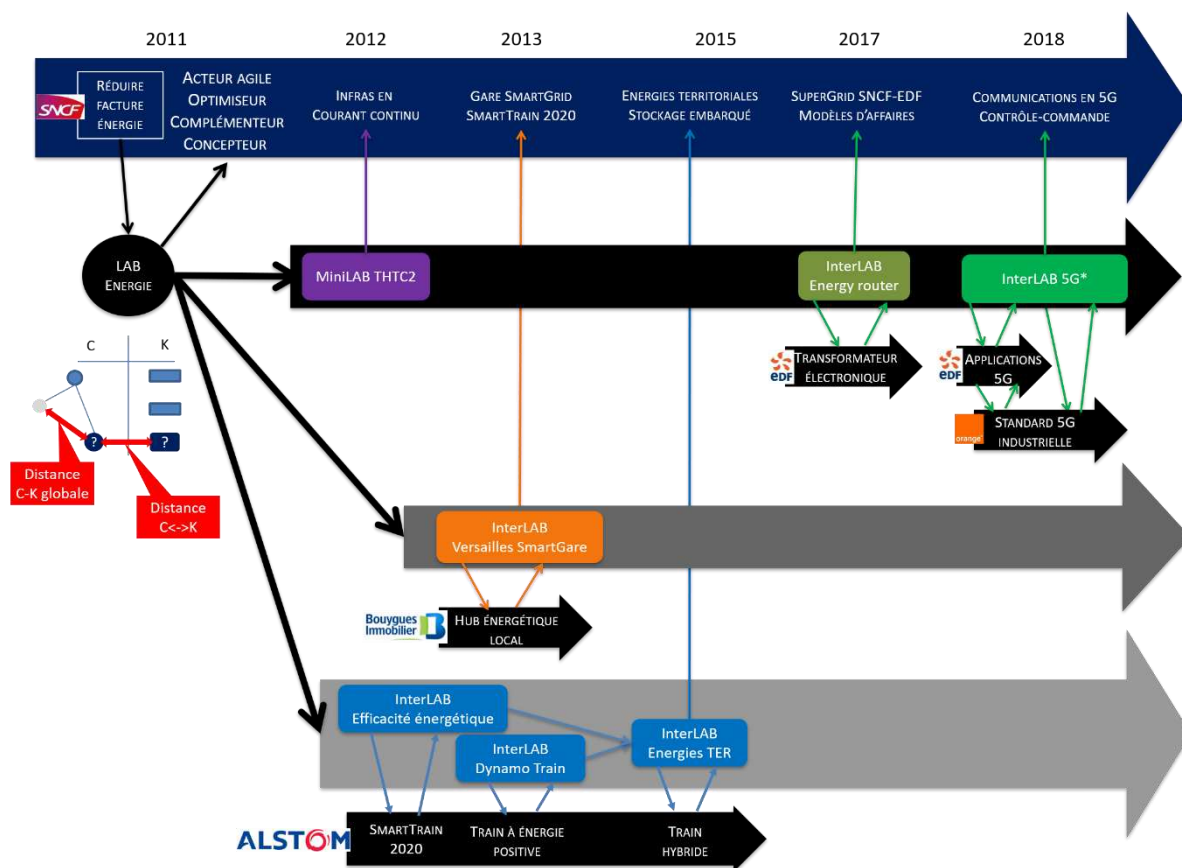 2011
2012
2013
2015
2017
2018
SNCF
RÉDUIRE
FACTURE
ÉNERGIE
ACTEUR AGILE
OPTIMISEUR
COMPLÉMENTEUR
CONCEPTEUR
INFRAS EN
COURANT CONTINU
GARE SMARTGRID
SMARTTRAIN 2020
ENERGIES TERRITORIALES
STOCKAGE EMBARQUÉ
SUPERGRID SNCF-EDF
MODÈLES D'AFFAIRES
COMMUNICATIONS EN 5G
CONTRÔLE-COMMANDE
LAB
ENERGIE
MiniLAB THTC2
InterLAB
Energy router
InterLAB 5G*
eDF
TRANSFORMATEUR
ÉLECTRONIQUE
eDF
APPLICATIONS
5G
orange
STANDARD 5G
INDUSTRIELLE
C
K
?
?
Distance
C-K globale
Distance
C<->K
InterLAB
Versailles SmartGare
Bouygues
Immobilier
HUB ÉNERGÉTIQUE
LOCAL
InterLAB
Efficacité énergétique
InterLAB
Dynamo Train
InterLAB
Energies TER
ALSTOM
SMARTTRAIN
2020
TRAIN À ÉNERGIE
POSITIVE
TRAIN
HYBRIDE